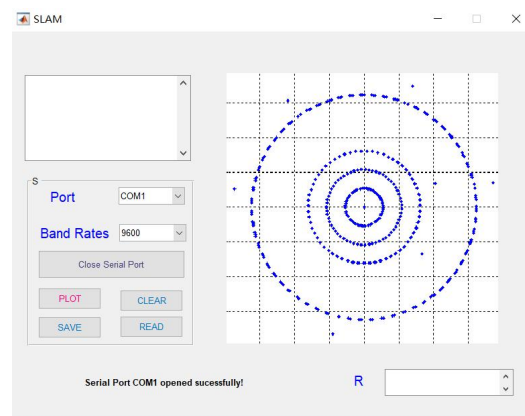 SLAM
S
Port
COM1
Band Rates
9600
Close Serial Port
PLOT
CLEAR
SAVE
READ
Serial Port COM1 opened sucessfully!
R